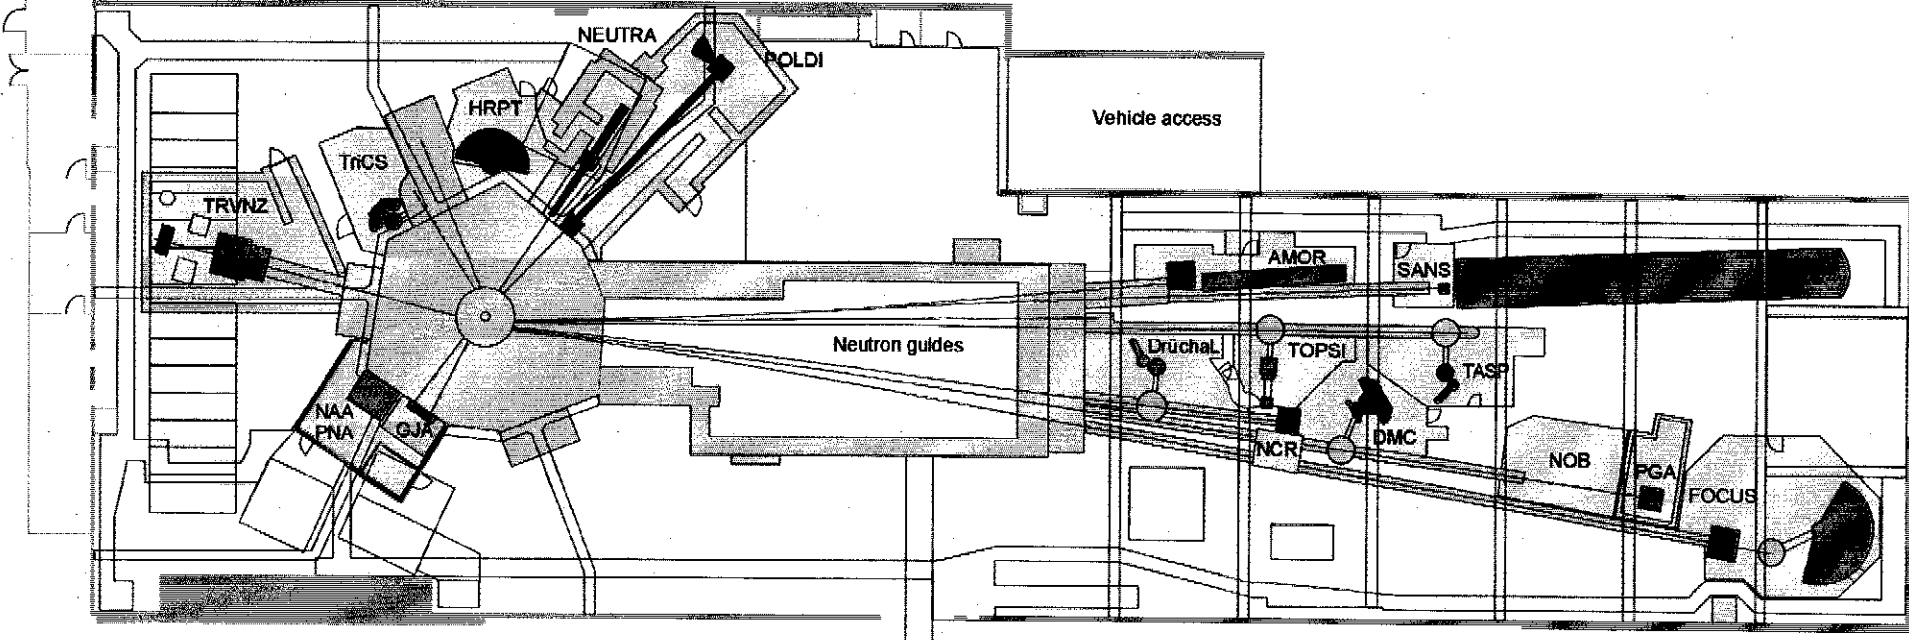 NEUTRA
POLDI
HRPT
Vehicle access
TriCS
TRVNZ
AMOR
SANS
Neutron guides
DrüchaL
TOPSI
TASP
NAA
PNA
GJA
DMC
NCR
NOB
PGA
FOCUS